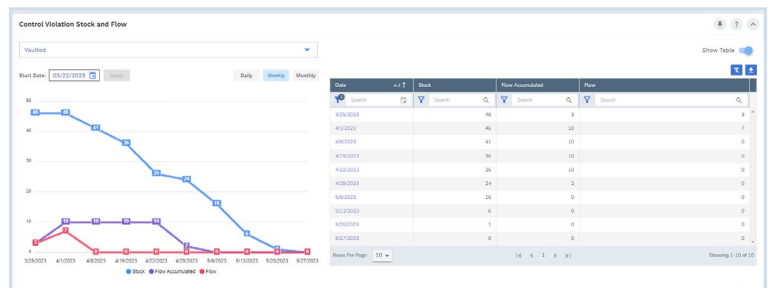 Control Violation Stock and Flow
?
Vaulted
Show Table
Start Date: 03/22/2023 Apply Daily Weekly Monthly
Date A-Z Stock Flow Accumulated Flow
Search Search Search Search
3/25/2023 46 3 3
4/1/2023 46 10 7
4/8/2023 41 10 0
4/15/2023 36 10 0
4/22/2023 26 10 0
4/29/2023 24 2 0
5/6/2023 16 0 0
5/13/2023 6 0 0
5/20/2023 1 0 0
5/27/2023 0 0 0
Rows Per Page: 10 1 Showing 1-10 of 10
50
40
30
20
10
0
46 46 41 36 26 24 16 6
10 10 10 10 2
3 7 0 0 0 0 0 0 0 0
3/25/2023 4/1/2023 4/8/2023 4/15/2023 4/22/2023 4/29/2023 5/6/2023 5/13/2023 5/20/2023 5/27/2023
Stock Flow Accumulated Flow